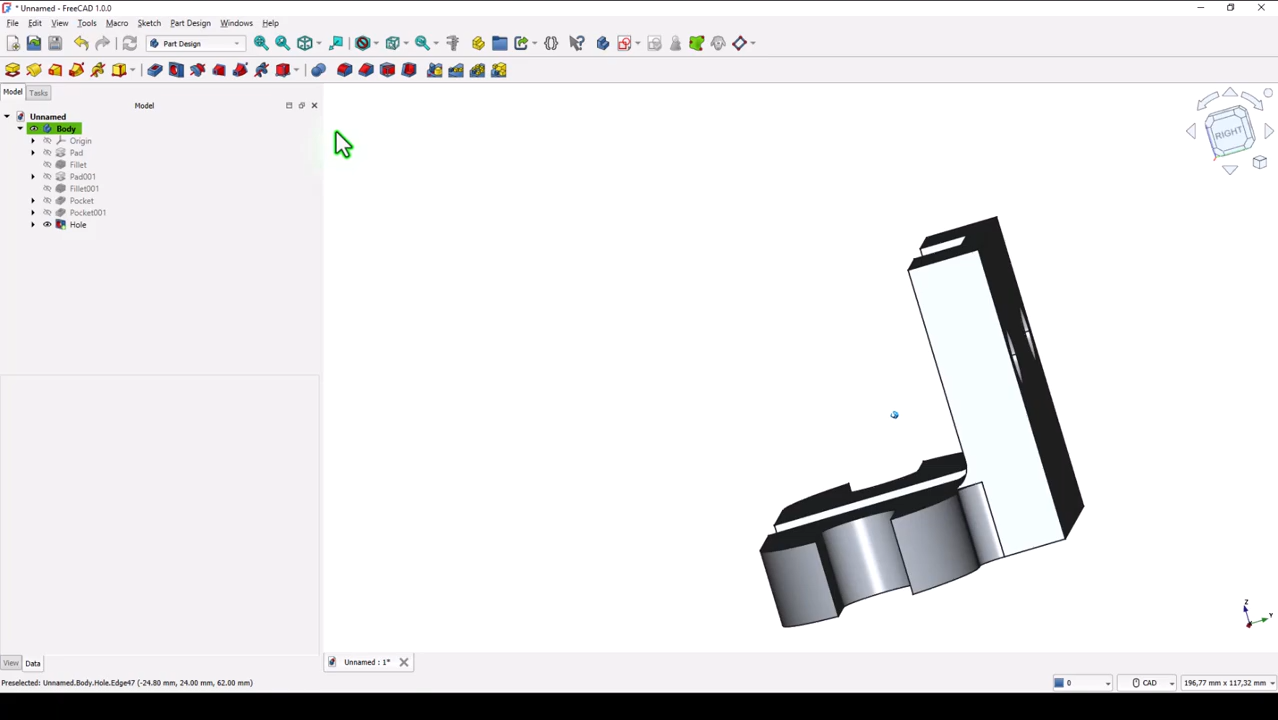 * Unnamed - FreeCAD 1.0.0
File Edit View Tools Macro Sketch Part Design Windows Help
Part Design
Model Tasks
Model
Unnamed
Body
Origin
Pad
Fillet
Pad001
Fillet001
Pocket
Pocket001
Hole
RIGHT
Z
Y
View Data
Unnamed : 1*
Preselected: Unnamed.Body.Hole.Edge47 (-24.80 mm, 24.00 mm, 62.00 mm)
0
CAD
196,77 mm x 117,32 mm